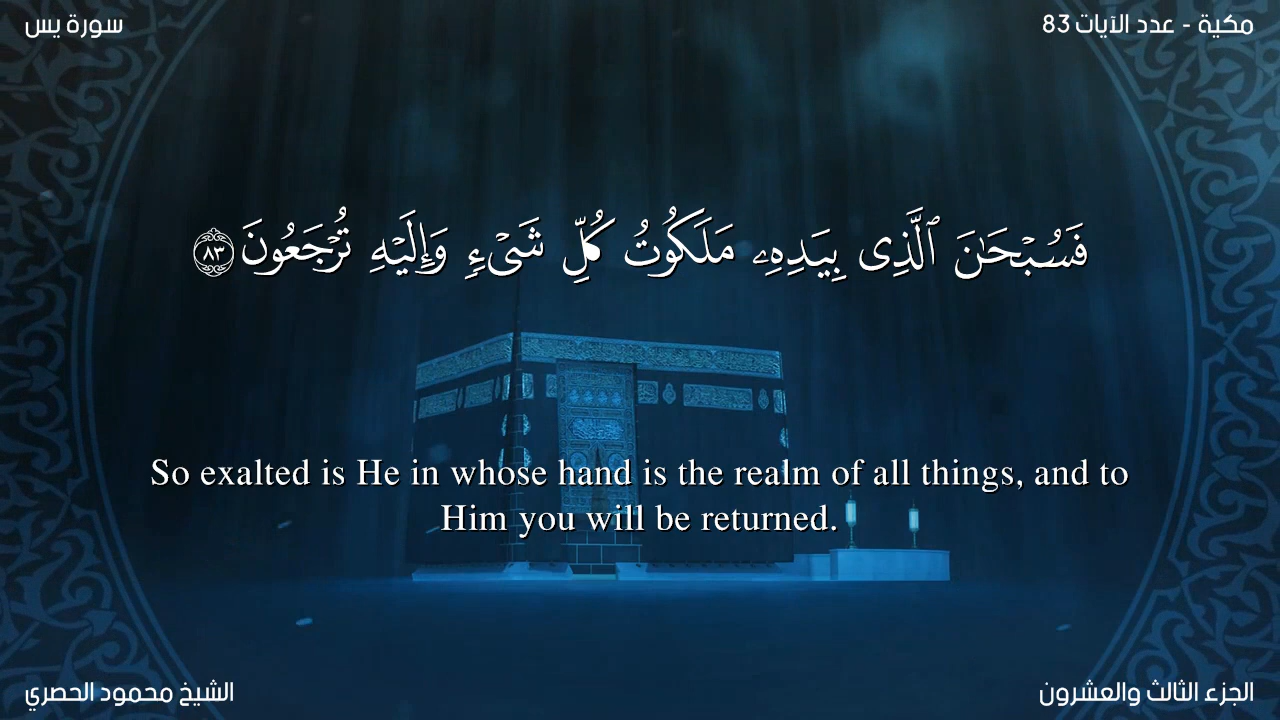 سورة يس
مكية - عدد الآيات 83
فَسُبْحَـٰنَ ٱلَّذِى بِيَدِهِۦ مَلَكُوتُ كُلِّ شَىْءٍ وَإِلَيْهِ تُرْجَعُونَ ٨٣
So exalted is He in whose hand is the realm of all things, and to
Him you will be returned.
الشيخ محمود الحصري
الجزء الثالث والعشرون